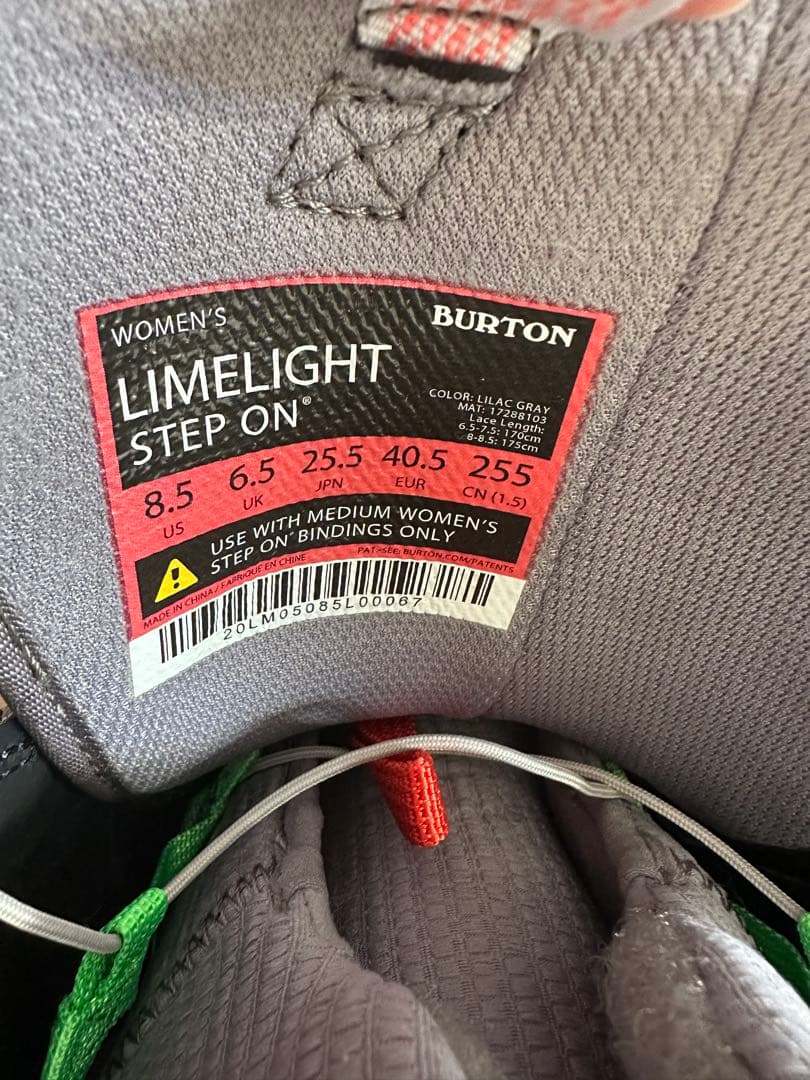 WOMEN'S
BURTON
LIMELIGHT
STEP ON®
COLOR: LILAC GRAY
MAT: 17288103
Lace Length:
6.5-7.5: 170cm
8-8.5: 175cm
8.5 6.5 25.5 40.5 255
US UK JPN EUR CN (1.5)
USE WITH MEDIUM WOMEN'S
STEP ON® BINDINGS ONLY
MADE IN CHINA / FABRIQUÉ EN CHINE
PAT-SEE: BURTON.COM/PATENTS
20LM05085L00067